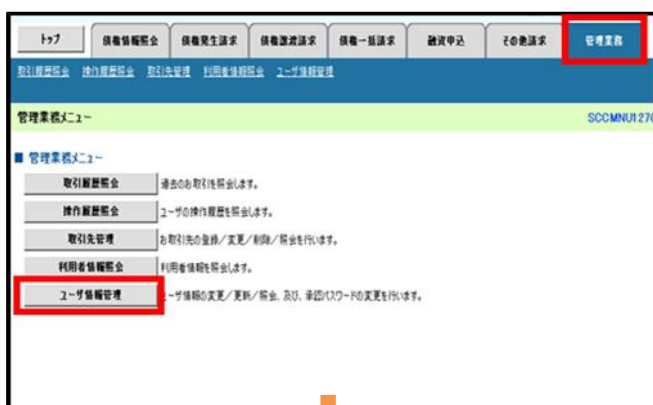 トップ 債権情報照会 債権発生請求 債権譲渡請求 債権一括請求 融資申込 その他請求 管理業務
取引履歴照会 操作履歴照会 取引先管理 利用者情報照会 ユーザ情報管理
管理業務メニュー SCCMNU1270
■ 管理業務メニュー
取引履歴照会 過去のお取引を照会します。
操作履歴照会 ユーザの操作履歴を照会します。
取引先管理 お取引先の登録／変更／削除／照会を行います。
利用者情報照会 利用者情報を照会します。
ユーザ情報管理 ユーザ情報の変更／更新／照会、及び、承認パスワードの変更を行います。